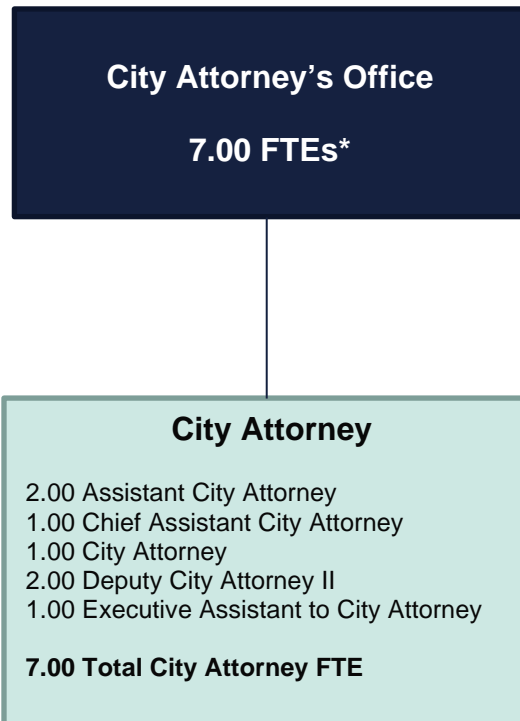 City Attorney’s Office
7.00 FTEs*
City Attorney
2.00 Assistant City Attorney
1.00 Chief Assistant City Attorney
1.00 City Attorney
2.00 Deputy City Attorney II
1.00 Executive Assistant to City Attorney
7.00 Total City Attorney FTE